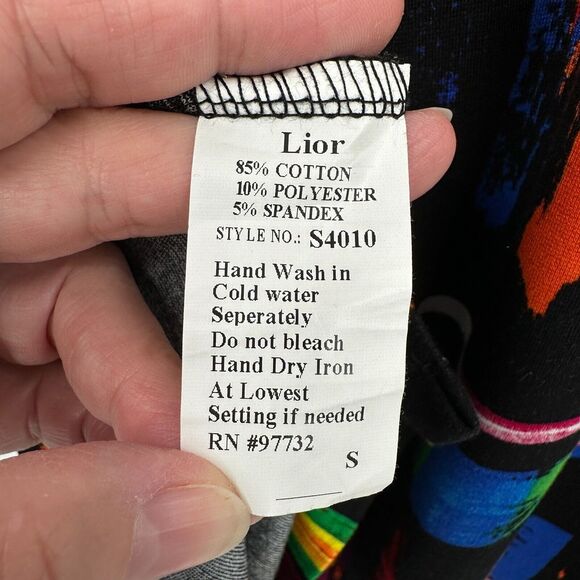 Lior
85% COTTON
10% POLYESTER
5% SPANDEX
STYLE NO.: S4010
Hand Wash in
Cold water
Seperately
Do not bleach
Hand Dry Iron
At Lowest
Setting if needed
RN #97732
S